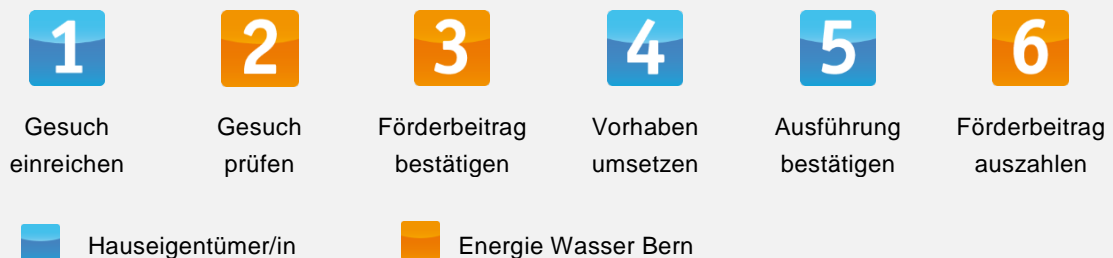 1 2 3 4 5 6
Gesuch einreichen
Gesuch prüfen
Förderbeitrag bestätigen
Vorhaben umsetzen
Ausführung bestätigen
Förderbeitrag auszahlen
Hauseigentümer/in
Energie Wasser Bern